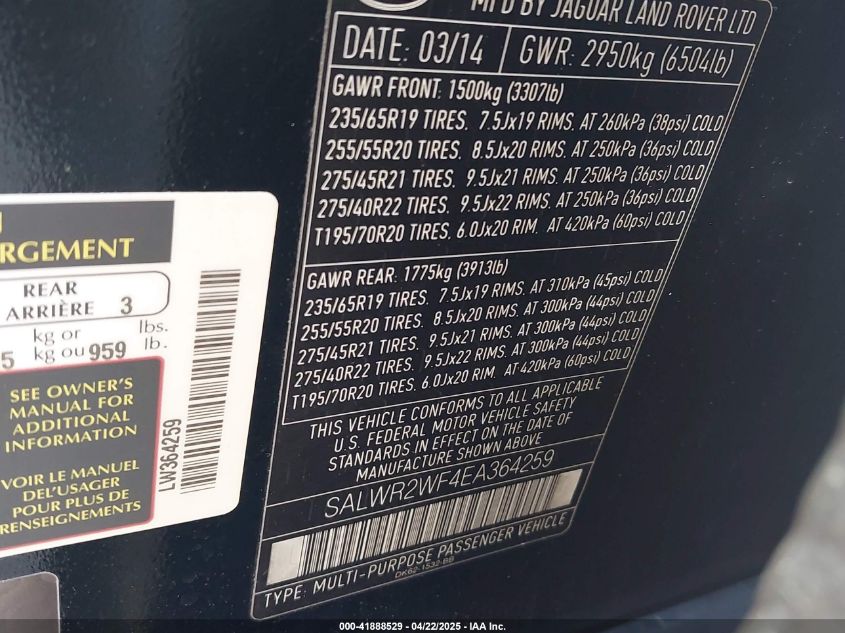 MFD BY JAGUAR LAND ROVER LTD
DATE: 03/14 GWR: 2950kg (6504lb)
GAWR FRONT: 1500kg (3307lb)
235/65R19 TIRES. 7.5Jx19 RIMS. AT 260kPa (38psi) COLD
255/55R20 TIRES. 8.5Jx20 RIMS. AT 250kPa (36psi) COLD
275/45R21 TIRES. 9.5Jx21 RIMS. AT 250kPa (36psi) COLD
275/40R22 TIRES. 9.5Jx22 RIMS. AT 250kPa (36psi) COLD
T195/70R20 TIRES. 6.0Jx20 RIM. AT 420kPa (60psi) COLD
GAWR REAR: 1775kg (3913lb)
235/65R19 TIRES. 7.5Jx19 RIMS. AT 310kPa (45psi) COLD
255/55R20 TIRES. 8.5Jx20 RIMS. AT 300kPa (44psi) COLD
275/45R21 TIRES. 9.5Jx21 RIMS. AT 300kPa (44psi) COLD
275/40R22 TIRES. 9.5Jx22 RIMS. AT 300kPa (44psi) COLD
T195/70R20 TIRES. 6.0Jx20 RIM. AT 420kPa (60psi) COLD
THIS VEHICLE CONFORMS TO ALL APPLICABLE
U.S. FEDERAL MOTOR VEHICLE SAFETY
STANDARDS IN EFFECT ON THE DATE OF
MANUFACTURE SHOWN ABOVE
SALWR2WF4EA364259
TYPE: MULTI-PURPOSE PASSENGER VEHICLE
DK62-1532-BB
RGEMENT
REAR
ARRIÈRE 3
kg or lbs.
5 kg ou 959 lb.
SEE OWNER'S
MANUAL FOR
ADDITIONAL
INFORMATION
VOIR LE MANUEL
DE L'USAGER
POUR PLUS DE
RENSEIGNEMENTS
LW364259
000-41888529 | 04/22/2025 - IAA Inc.